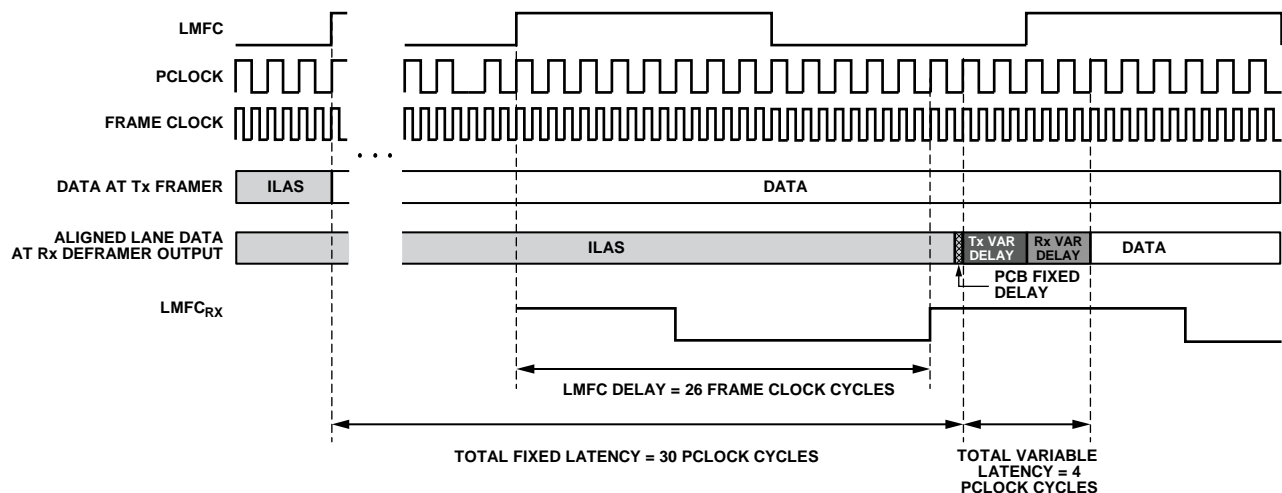 LMFC
PCLOCK
FRAME CLOCK
. . .
DATA AT Tx FRAMER
ILAS
DATA
ALIGNED LANE DATA
AT Rx DEFRAMER OUTPUT
ILAS
Tx VAR
DELAY
Rx VAR
DELAY
DATA
PCB FIXED
DELAY
LMFCRX
LMFC DELAY = 26 FRAME CLOCK CYCLES
TOTAL FIXED LATENCY = 30 PCLOCK CYCLES
TOTAL VARIABLE
LATENCY = 4
PCLOCK CYCLES